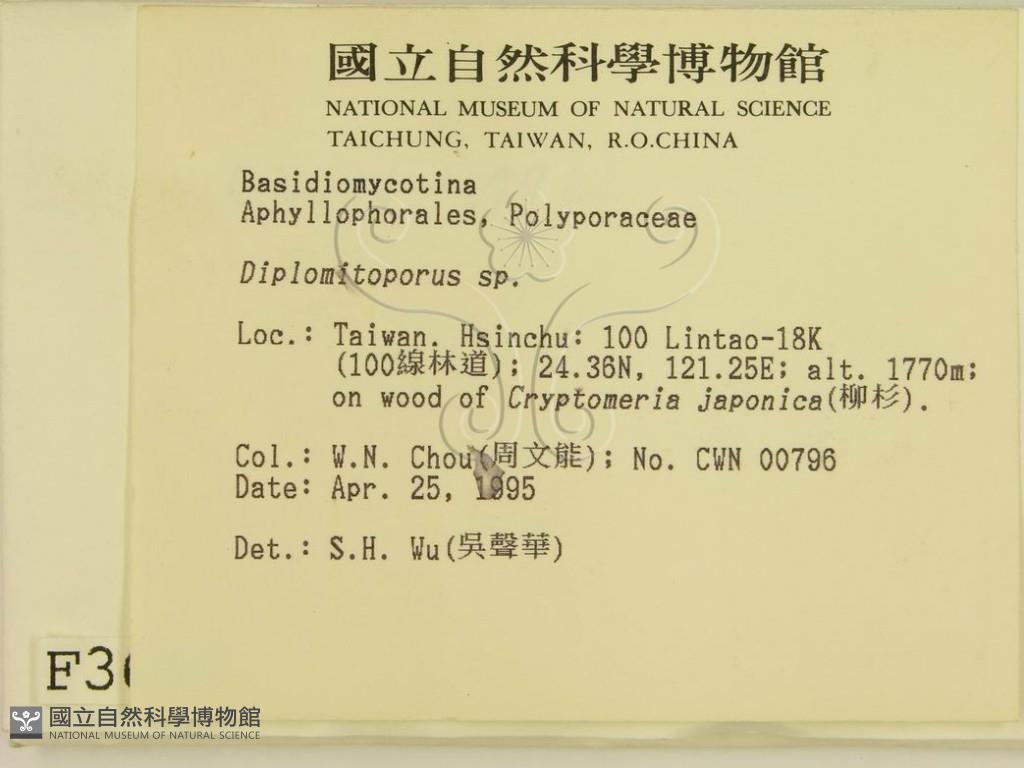 國立自然科學博物館
NATIONAL MUSEUM OF NATURAL SCIENCE
TAICHUNG, TAIWAN, R.O.CHINA
Basidiomycotina
Aphyllophorales, Polyporaceae
Diplomitoporus sp.
Loc.: Taiwan. Hsinchu: 100 Lintao-18K
(100線林道); 24.36N, 121.25E; alt. 1770m;
on wood of Cryptomeria japonica(柳杉).
Col.: W.N. Chou(周文能); No. CWN 00796
Date: Apr. 25, 1995
Det.: S.H. Wu(吳聲華)
國立自然科學博物館
NATIONAL MUSEUM OF NATURAL SCIENCE